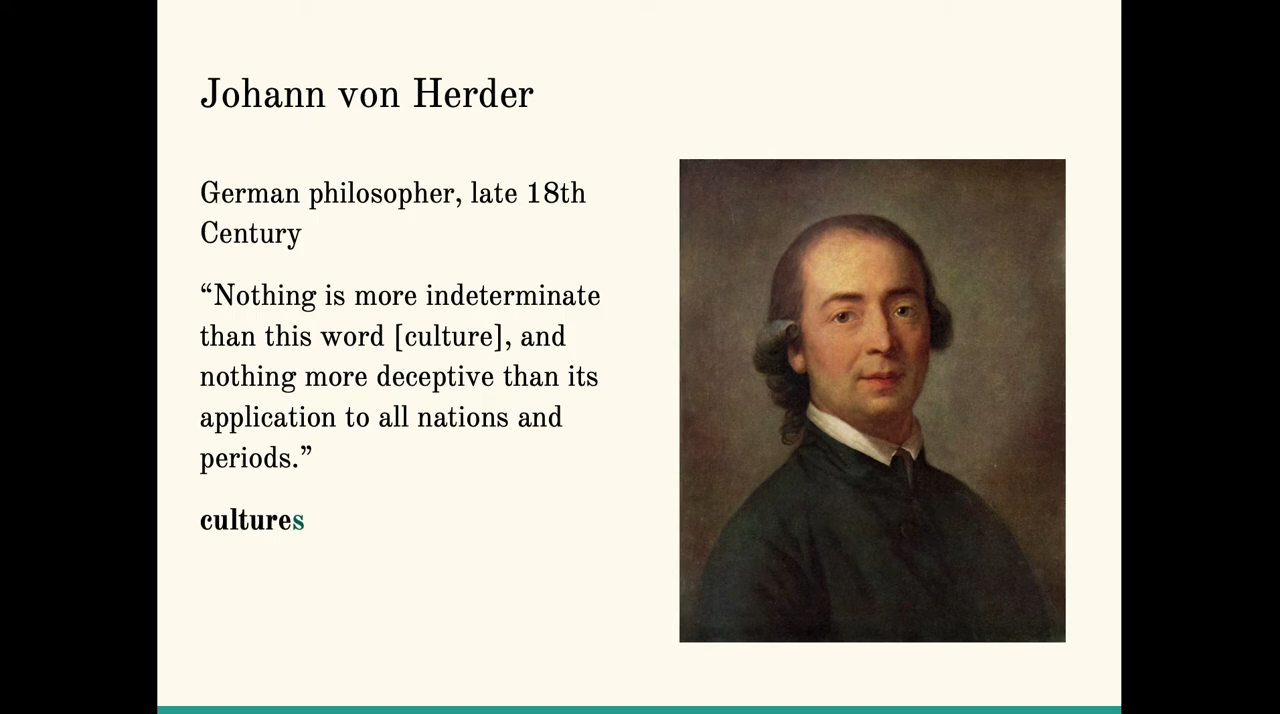 Johann von Herder
German philosopher, late 18th
Century
“Nothing is more indeterminate
than this word [culture], and
nothing more deceptive than its
application to all nations and
periods.”
cultures